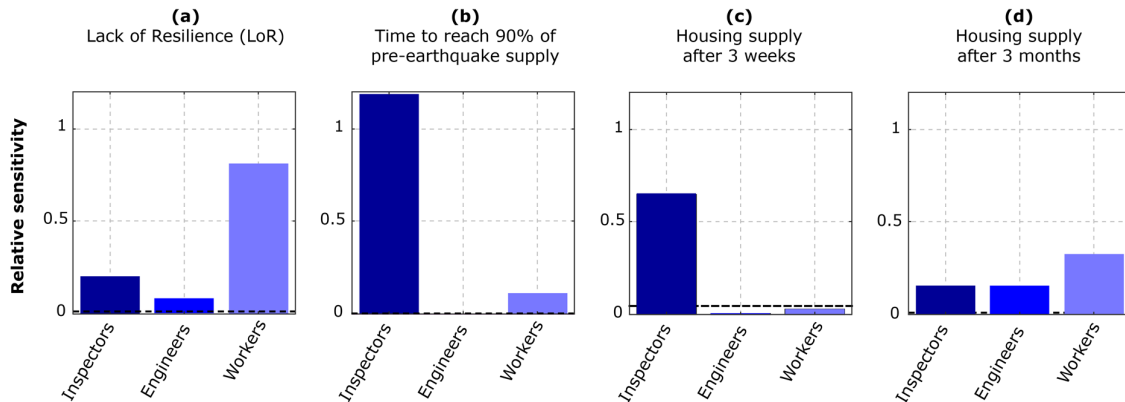 (a)
Lack of Resilience (LoR)
(b)
Time to reach 90% of
pre-earthquake supply
(c)
Housing supply
after 3 weeks
(d)
Housing supply
after 3 months
Relative sensitivity
1
0.5
0
Inspectors
Engineers
Workers
1
0.5
0
Inspectors
Engineers
Workers
1
0.5
0
Inspectors
Engineers
Workers
1
0.5
0
Inspectors
Engineers
Workers